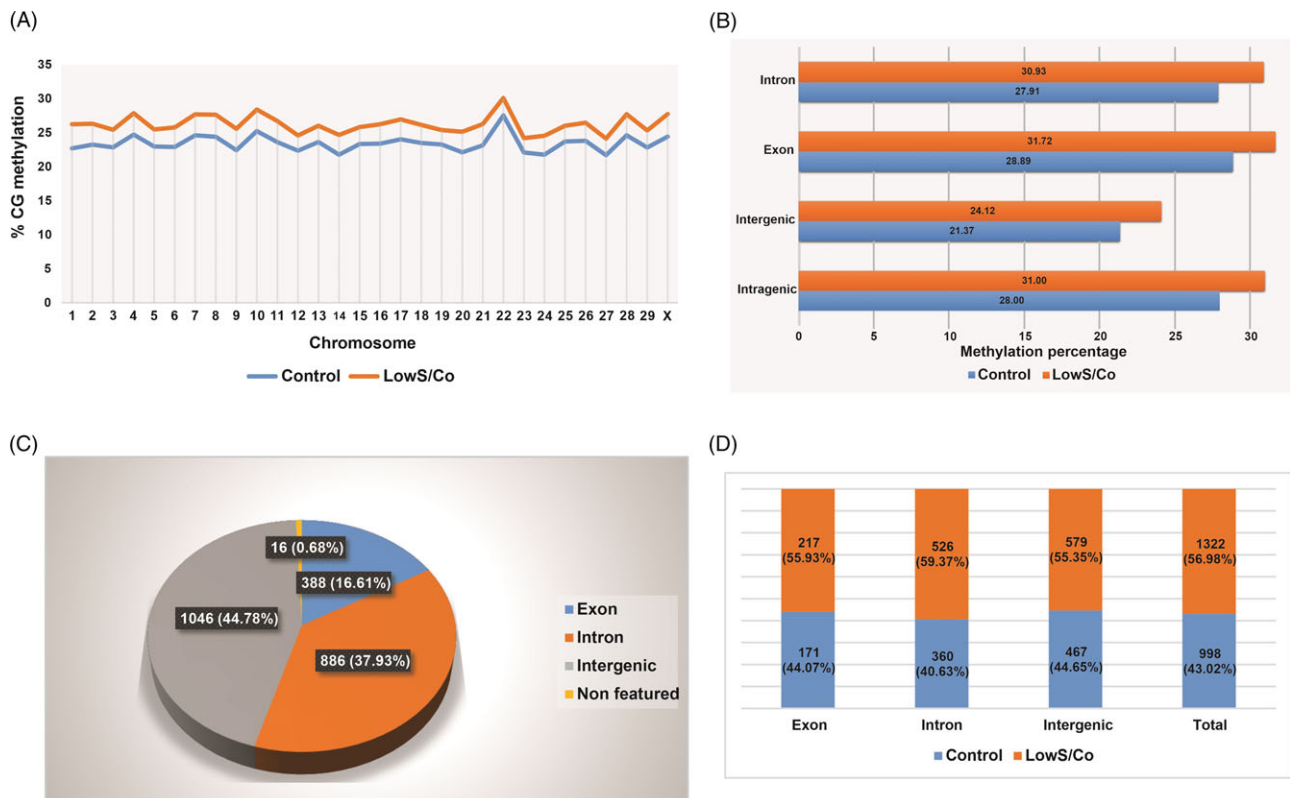 (A)
35
30
25
20
15
10
5
0
% CG methylation
1 2 3 4 5 6 7 8 9 10 11 12 13 14 15 16 17 18 19 20 21 22 23 24 25 26 27 28 29 X
Chromosome
Control LowS/Co
(B)
Intron
30.93
27.91
Exon
31.72
28.89
Intergenic
24.12
21.37
Intragenic
31.00
28.00
0 5 10 15 20 25 30
Methylation percentage
Control LowS/Co
(C)
16 (0.68%)
388 (16.61%)
1046 (44.78%)
886 (37.93%)
Exon
Intron
Intergenic
Non featured
(D)
217
(55.93%)
526
(59.37%)
579
(55.35%)
1322
(56.98%)
171
(44.07%)
360
(40.63%)
467
(44.65%)
998
(43.02%)
Exon Intron Intergenic Total
Control LowS/Co